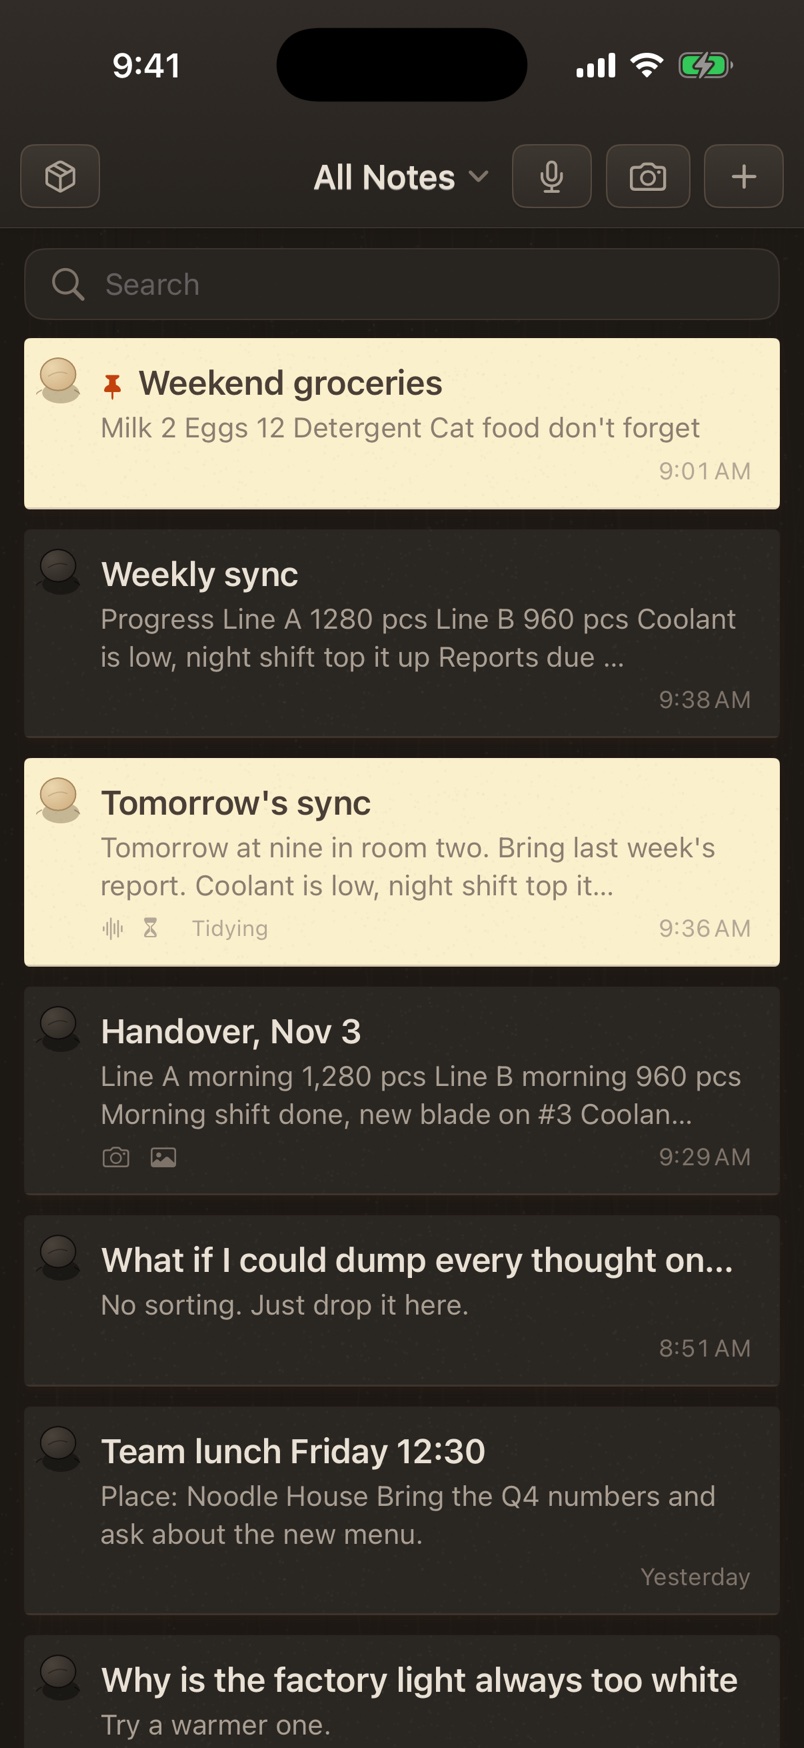 9:41
All Notes
Search
Weekend groceries
Milk 2 Eggs 12 Detergent Cat food don't forget
9:01 AM
Weekly sync
Progress Line A 1280 pcs Line B 960 pcs Coolant
is low, night shift top it up Reports due ...
9:38 AM
Tomorrow's sync
Tomorrow at nine in room two. Bring last week's
report. Coolant is low, night shift top it...
Tidying
9:36 AM
Handover, Nov 3
Line A morning 1,280 pcs Line B morning 960 pcs
Morning shift done, new blade on #3 Coolan...
9:29 AM
What if I could dump every thought on...
No sorting. Just drop it here.
8:51 AM
Team lunch Friday 12:30
Place: Noodle House Bring the Q4 numbers and
ask about the new menu.
Yesterday
Why is the factory light always too white
Try a warmer one.